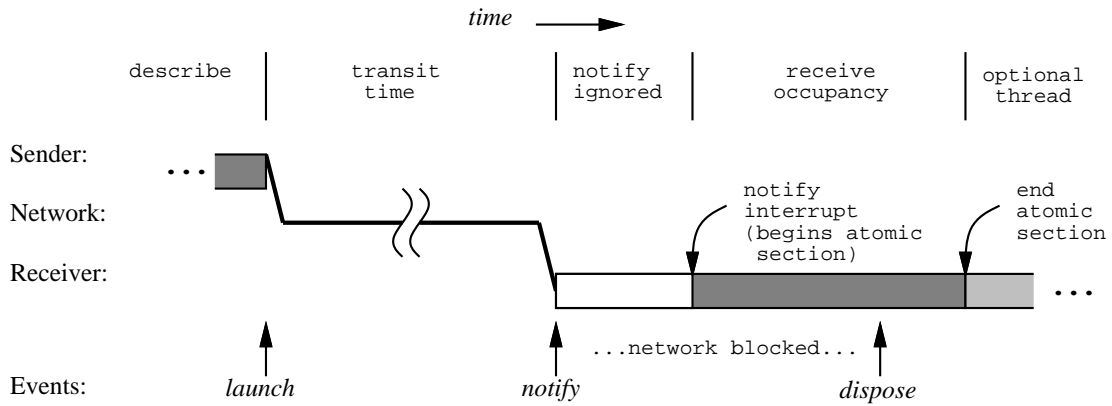 time
describe
transit
time
notify
ignored
receive
occupancy
optional
thread
Sender:
...
Network:
notify
interrupt
(begins atomic
section)
end
atomic
section
Receiver:
...
...network blocked...
Events:
launch
notify
dispose